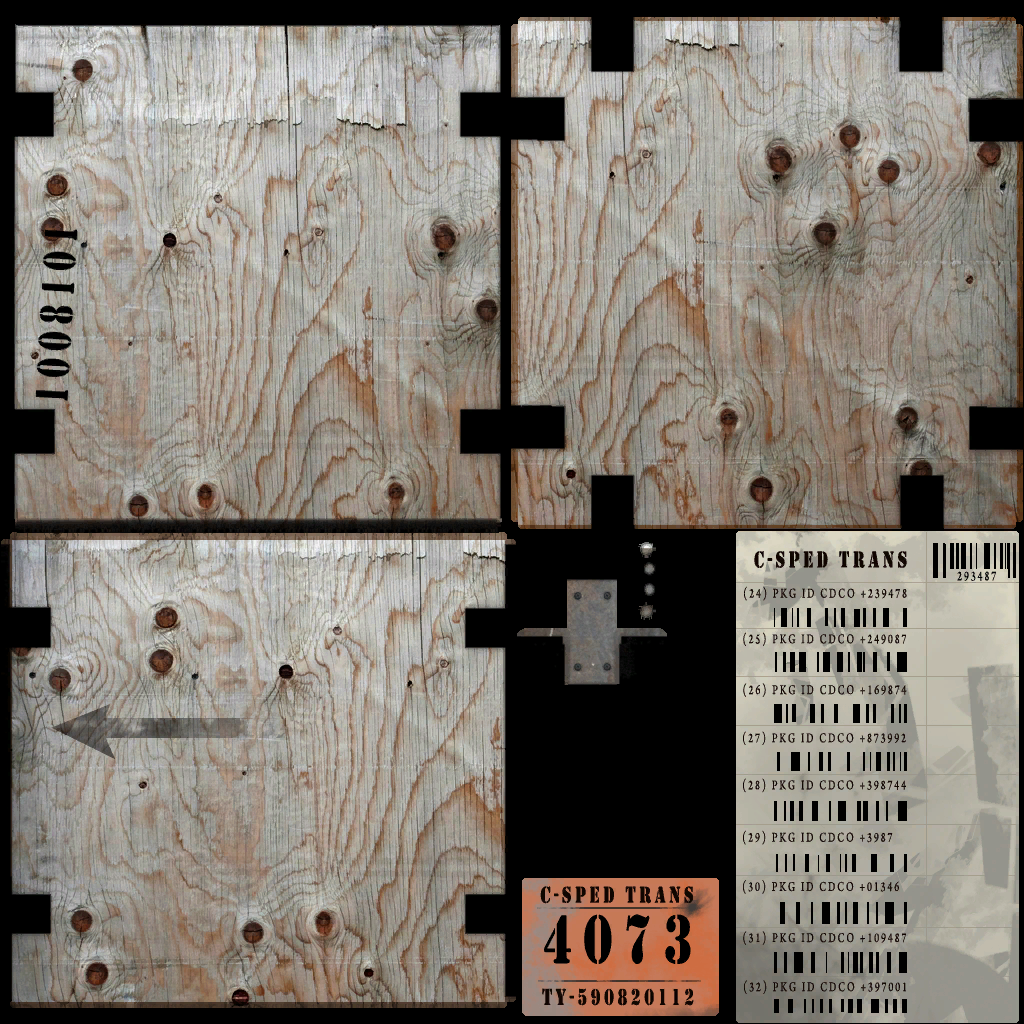 1018001
C-SPED TRANS
293487
(24) PKG ID CDCO +239478
(25) PKG ID CDCO +249087
(26) PKG ID CDCO +169874
(27) PKG ID CDCO +873992
(28) PKG ID CDCO +398744
(29) PKG ID CDCO +3987
(30) PKG ID CDCO +01346
(31) PKG ID CDCO +109487
(32) PKG ID CDCO +397001
C-SPED TRANS
4073
TY-590820112